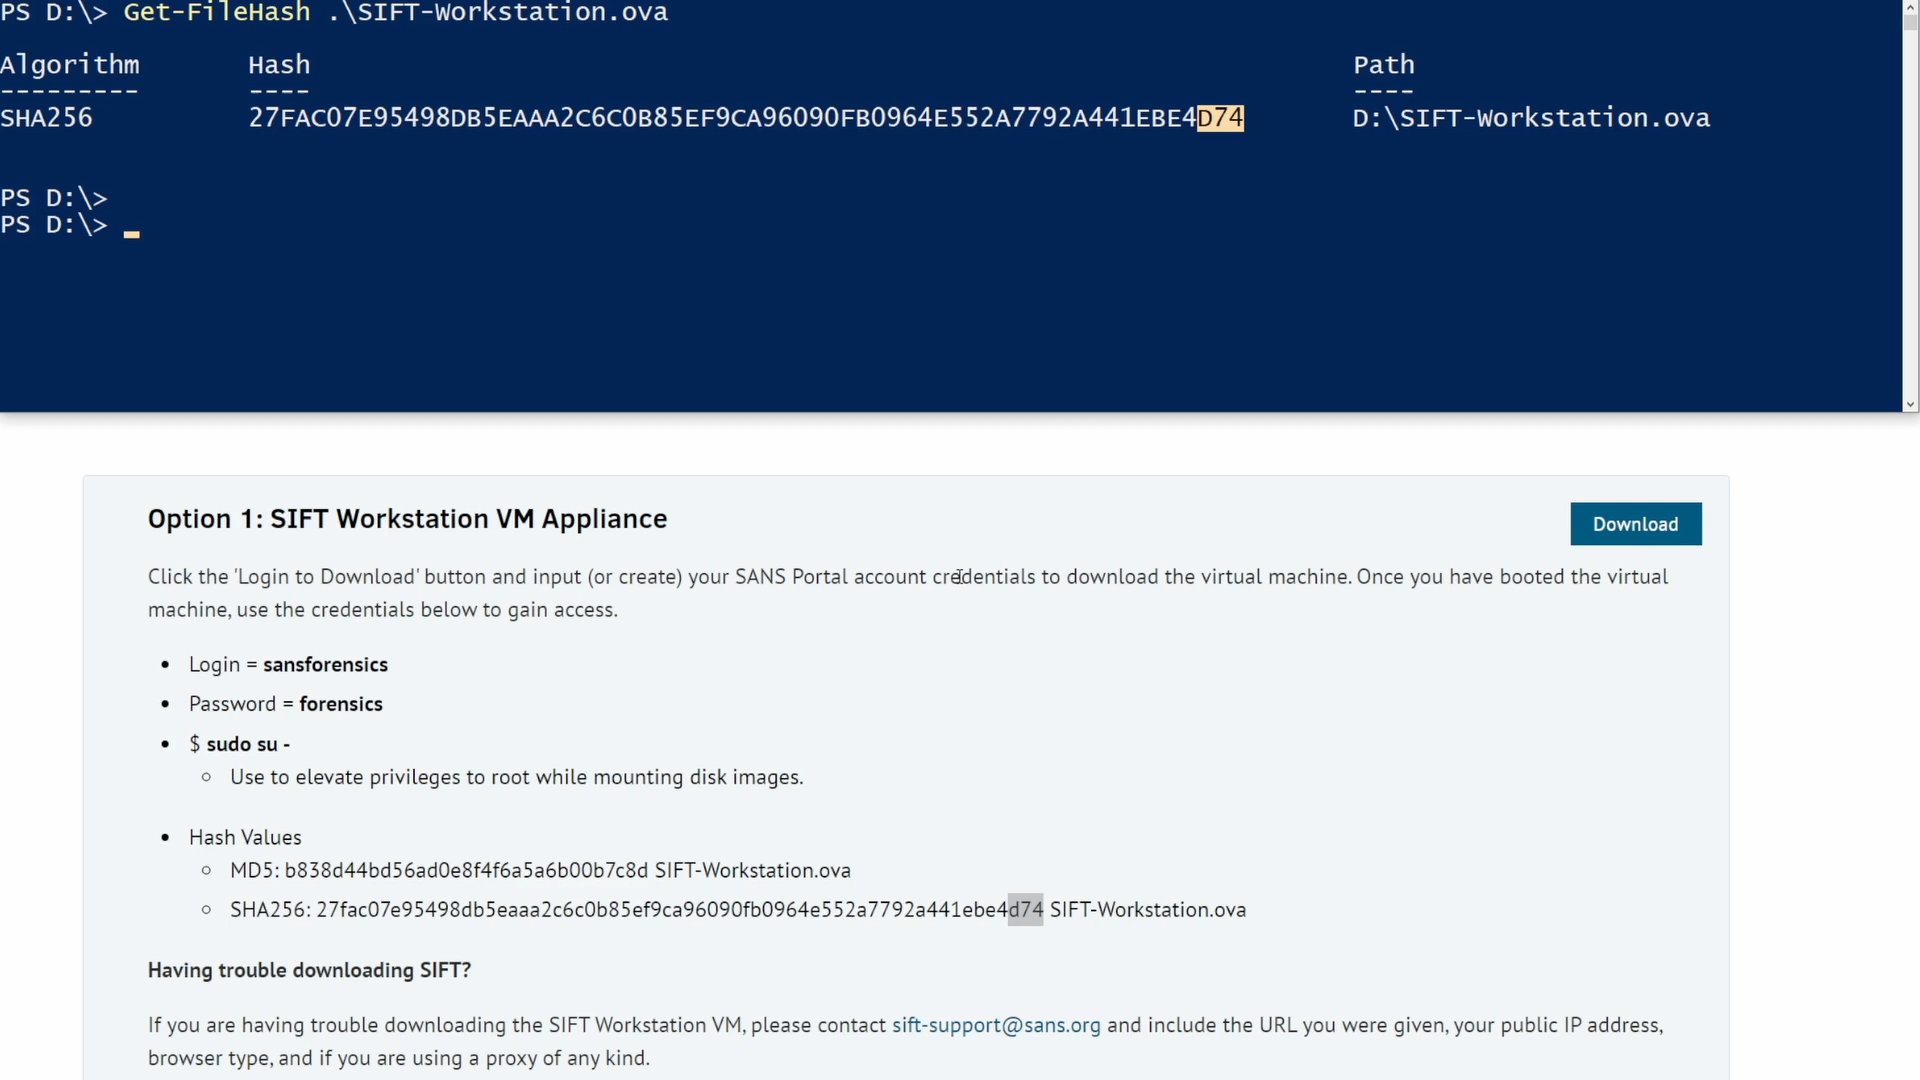 PS D:\> Get-FileHash .\SIFT-Workstation.ova
Algorithm Hash Path
--------- ---- ----
SHA256 27FAC07E95498DB5EAAA2C6C0B85EF9CA96090FB0964E552A7792A441EBE4D74 D:\SIFT-Workstation.ova
PS D:\>
PS D:\>
Option 1: SIFT Workstation VM Appliance
Download
Click the 'Login to Download' button and input (or create) your SANS Portal account credentials to download the virtual machine. Once you have booted the virtual
machine, use the credentials below to gain access.
• Login = sansforensics
• Password = forensics
• $ sudo su -
○ Use to elevate privileges to root while mounting disk images.
• Hash Values
○ MD5: b838d44bd56ad0e8f4f6a5a6b00b7c8d SIFT-Workstation.ova
○ SHA256: 27fac07e95498db5eaaa2c6c0b85ef9ca96090fb0964e552a7792a441ebe4d74 SIFT-Workstation.ova
Having trouble downloading SIFT?
If you are having trouble downloading the SIFT Workstation VM, please contact sift-support@sans.org and include the URL you were given, your public IP address,
browser type, and if you are using a proxy of any kind.